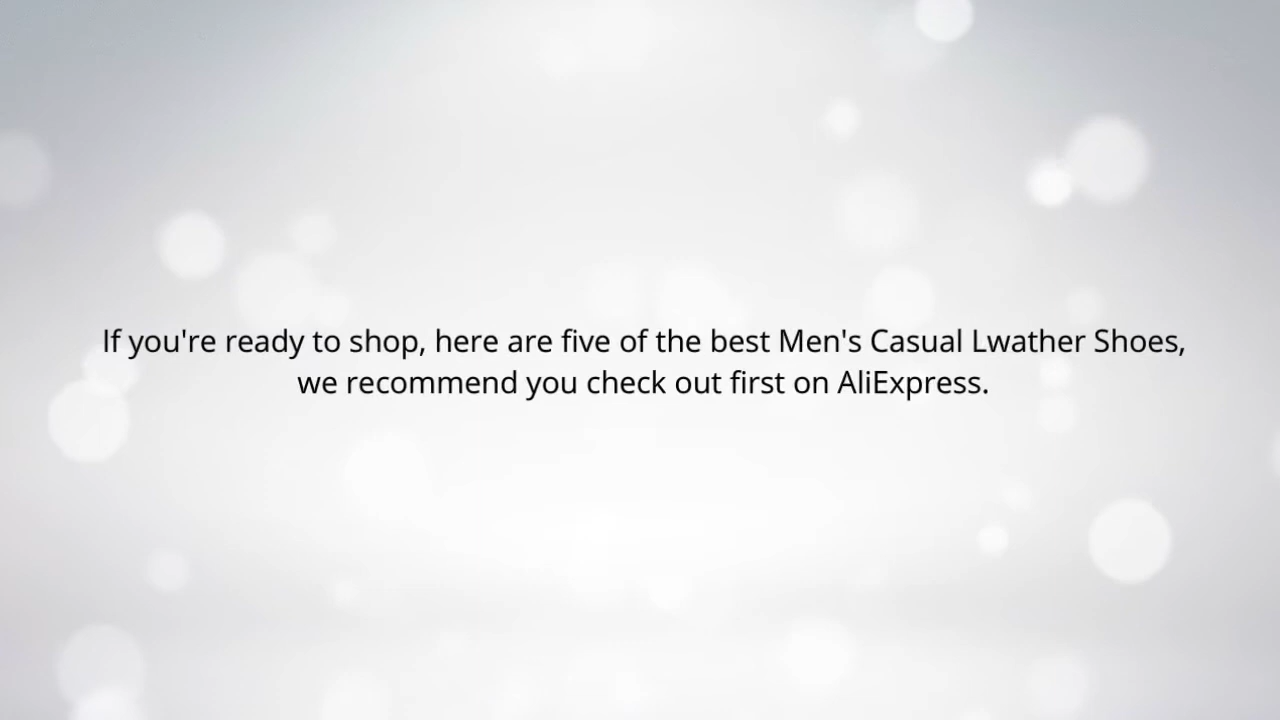 If you're ready to shop, here are five of the best Men's Casual Lwather Shoes,
we recommend you check out first on AliExpress.